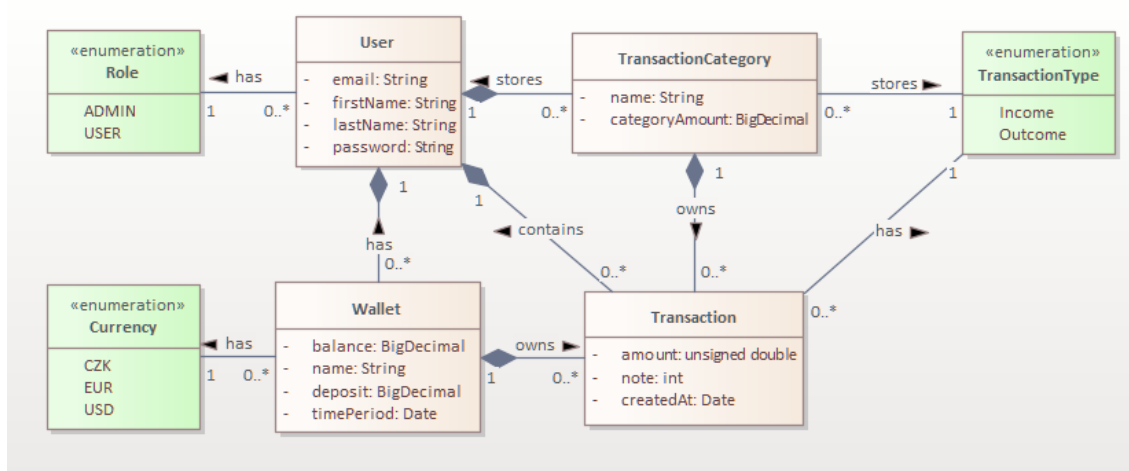 «enumeration»
Role
ADMIN
USER
has
1
0..*
User
- email: String
- firstName: String
- lastName: String
- password: String
stores
1
0..*
TransactionCategory
- name: String
- categoryAmount: BigDecimal
stores
0..*
1
«enumeration»
TransactionType
Income
Outcome
1
has
0..*
1
contains
0..*
1
owns
0..*
1
has
0..*
«enumeration»
Currency
CZK
EUR
USD
has
1
0..*
Wallet
- balance: BigDecimal
- name: String
- deposit: BigDecimal
- timePeriod: Date
owns
1
0..*
Transaction
- amount: unsigned double
- note: int
- createdAt: Date